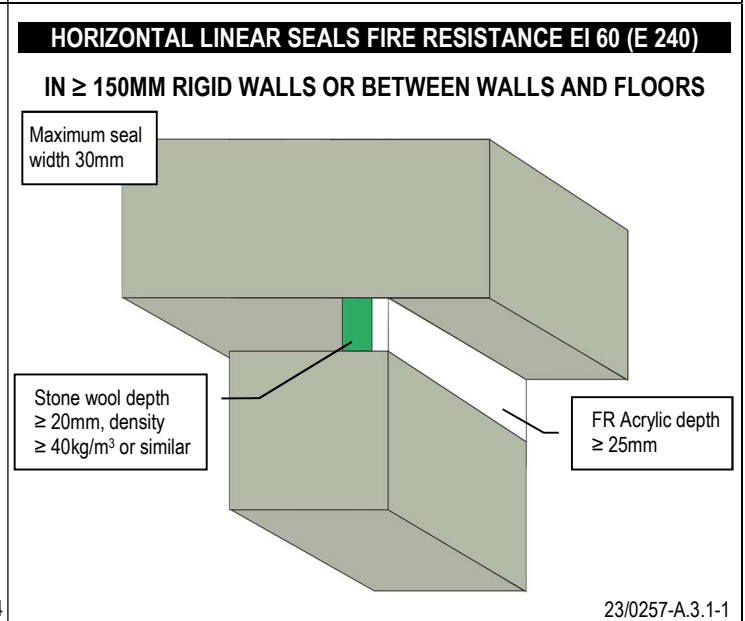 HORIZONTAL LINEAR SEALS FIRE RESISTANCE EI 60 (E 240)
IN ≥ 150MM RIGID WALLS OR BETWEEN WALLS AND FLOORS
Maximum seal
width 30mm
Stone wool depth
≥ 20mm, density
≥ 40kg/m³ or similar
FR Acrylic depth
≥ 25mm
4
23/0257-A.3.1-1